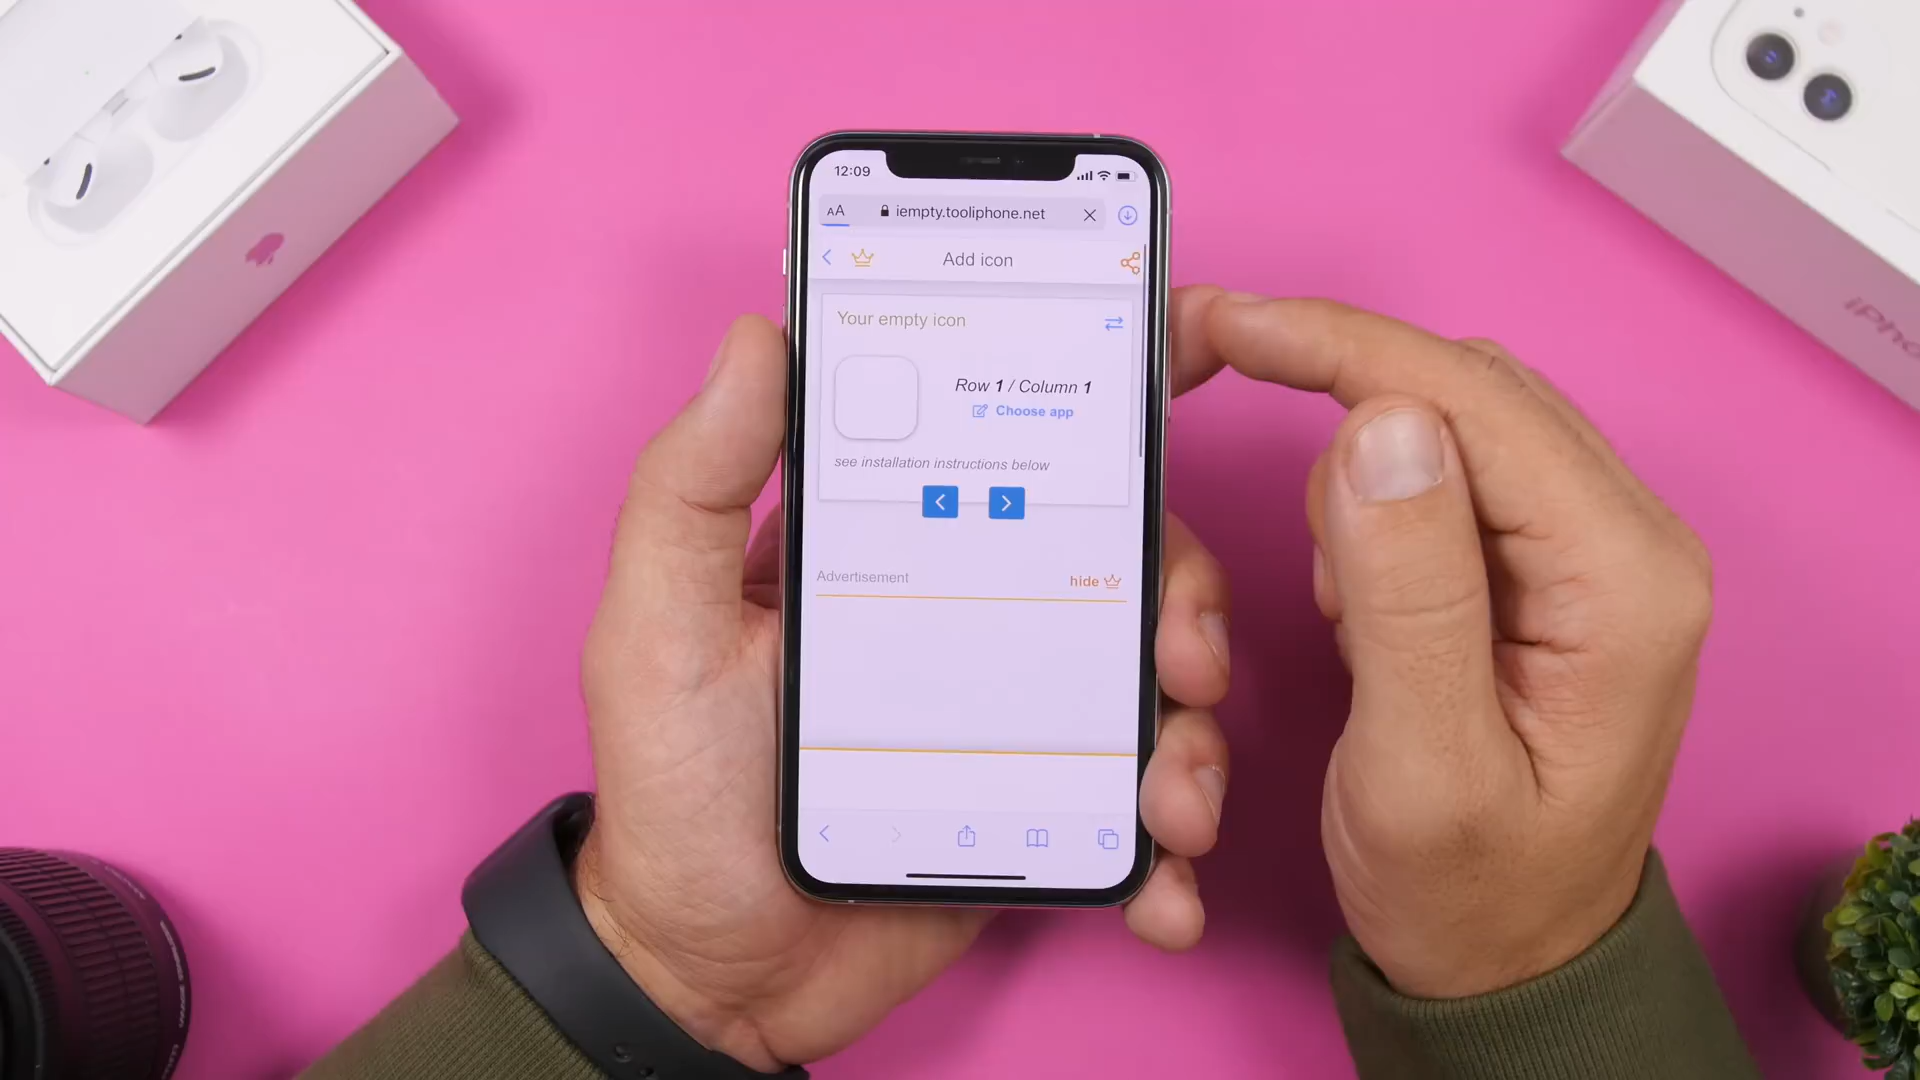 12:09
AA iempty.tooliphone.net
Add icon
Your empty icon
Row 1 / Column 1
Choose app
see installation instructions below
Advertisement hide